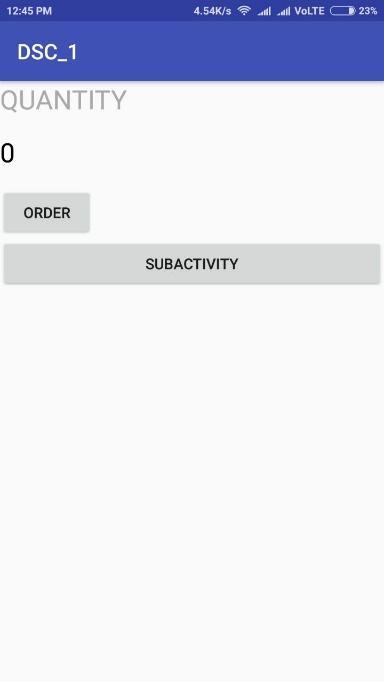 12:45 PM 4.54K/s VoLTE 23%
DSC_1
QUANTITY
0
ORDER
SUBACTIVITY